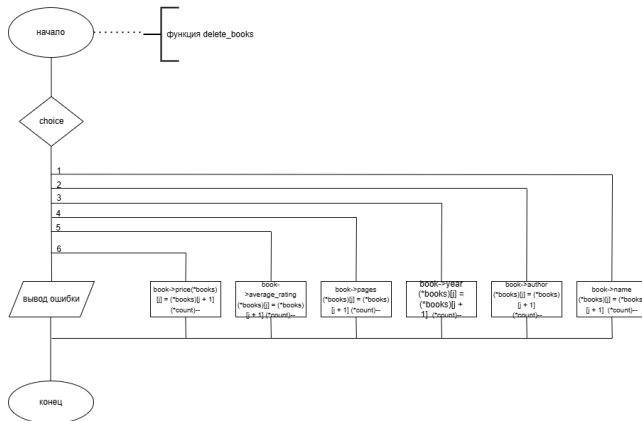 начало
функция delete_books
choice
1
2
3
4
5
6
вывод ошибки
book->price(*books)
[j] = (*books)[j + 1]
(*count)--
book-
>average_rating
(*books)[j] = (*books)
[j + 1] (*count)--
book->pages
(*books)[j] = (*books)
[j + 1] (*count)--
book->year
(*books)[j] =
(*books)[j +
1] (*count)--
book->author
(*books)[j] = (*books)
[j + 1]
(*count)--
book->name
(*books)[j] = (*books)
[j + 1] (*count)--
конец